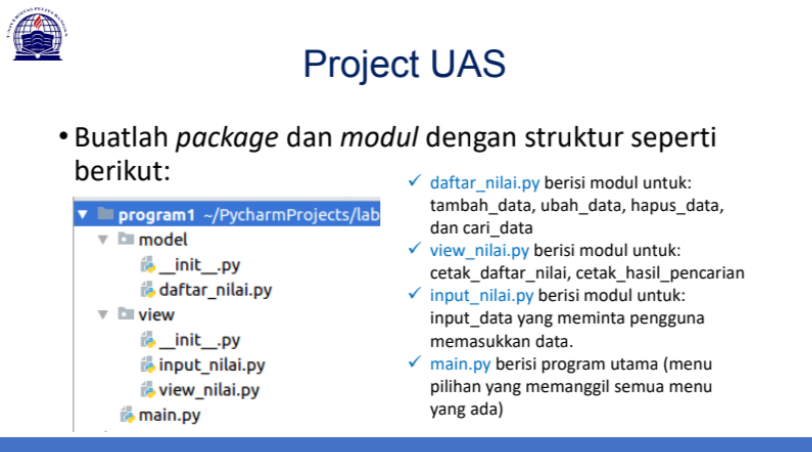 UNIVERSITAS PELITA BANGSA
Project UAS
• Buatlah package dan modul dengan struktur seperti
berikut:
program1 ~/PycharmProjects/lab
model
__init__.py
daftar_nilai.py
view
__init__.py
input_nilai.py
view_nilai.py
main.py
✓ daftar_nilai.py berisi modul untuk:
tambah_data, ubah_data, hapus_data,
dan cari_data
✓ view_nilai.py berisi modul untuk:
cetak_daftar_nilai, cetak_hasil_pencarian
✓ input_nilai.py berisi modul untuk:
input_data yang meminta pengguna
memasukkan data.
✓ main.py berisi program utama (menu
pilihan yang memanggil semua menu
yang ada)